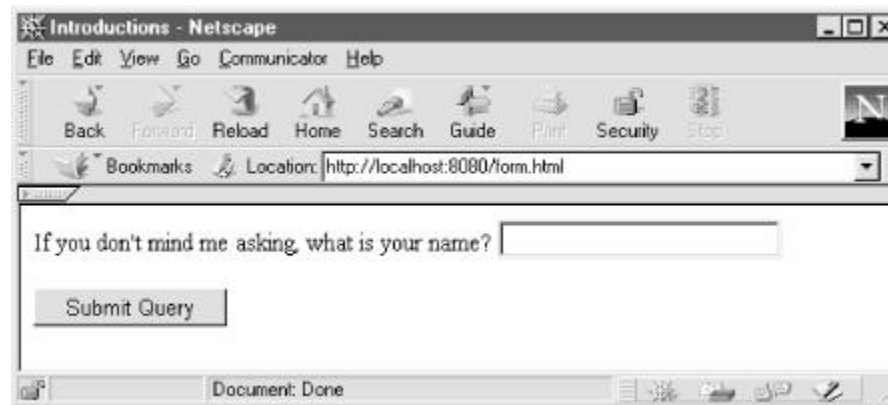 Introductions - Netscape
File Edit View Go Communicator Help
Back Forward Reload Home Search Guide Print Security Stop
N
Bookmarks Location: http://localhost:8080/form.html
If you don't mind me asking, what is your name?
Submit Query
Document: Done